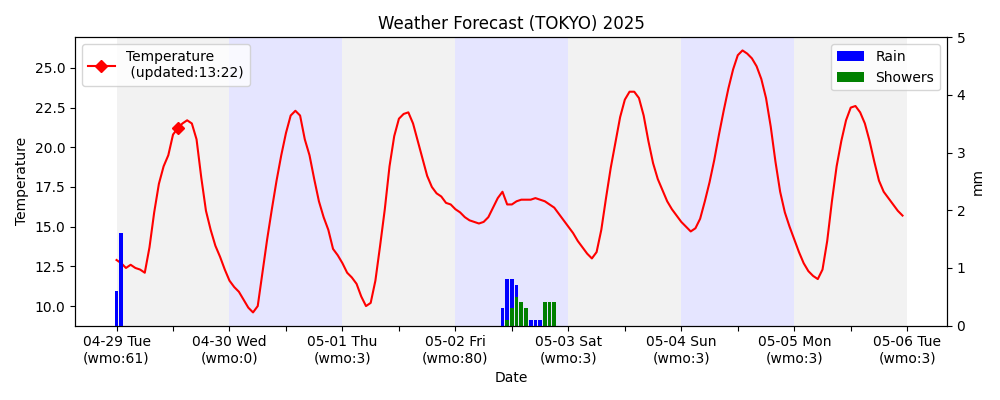 Weather Forecast (TOKYO) 2025
Temperature
(updated:13:22)
Rain
Showers
Temperature
25.0
22.5
20.0
17.5
15.0
12.5
10.0
5
4
3
2
1
0
mm
04-29 Tue
(wmo:61)
04-30 Wed
(wmo:0)
05-01 Thu
(wmo:3)
05-02 Fri
(wmo:80)
05-03 Sat
(wmo:3)
05-04 Sun
(wmo:3)
05-05 Mon
(wmo:3)
05-06 Tue
(wmo:3)
Date